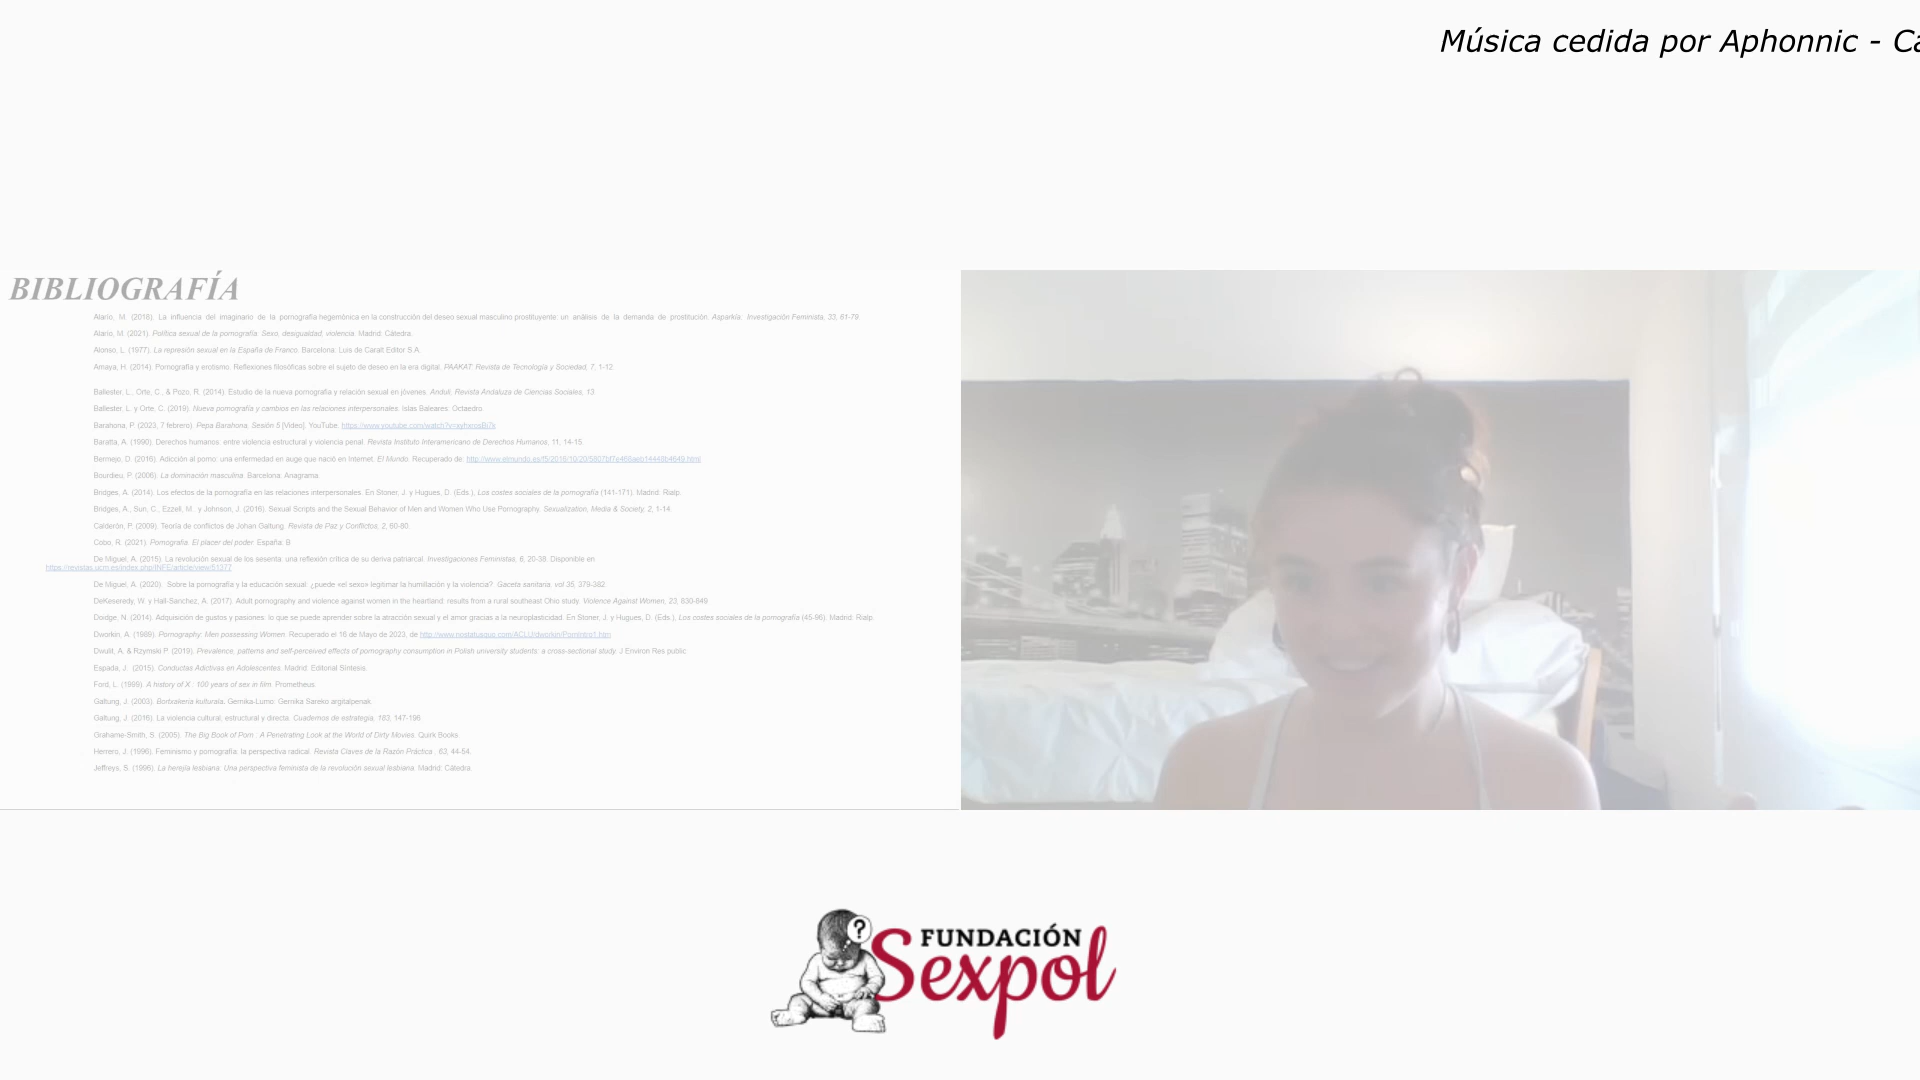 Música cedida por Aphonnic - Ca
BIBLIOGRAFÍA
Alario, M. (2018). La influencia del imaginario de la pornografía hegemónica en la construcción del deseo sexual masculino prostituyente: un análisis de la demanda de prostitución. Asparkía. Investigación Feminista, 33, 61-79.
Alario, M. (2021). Política sexual de la pornografía. Sexo, desigualdad, violencia. Madrid: Cátedra.
Alonso, L. (1977). La represión sexual en la España de Franco. Barcelona: Luis de Caralt Editor S.A.
Amaya, H. (2014). Pornografía y erotismo. Reflexiones filosóficas sobre el sujeto de deseo en la era digital. PAAKAT: Revista de Tecnología y Sociedad, 7, 1-12.
Ballester, L., Orte, C., & Pozo, R. (2014). Estudio de la nueva pornografía y relación sexual en jóvenes. Anduli, Revista Andaluza de Ciencias Sociales, 13.
Ballester, L. y Orte, C. (2019). Nueva pornografía y cambios en las relaciones interpersonales. Islas Baleares: Octaedro.
Barahona, P. (2023, 7 febrero). Pepa Barahona. Sesión 5 [Vídeo]. YouTube.
Baratta, A. (1990). Derechos humanos: entre violencia estructural y violencia penal. Revista Instituto Interamericano de Derechos Humanos, 11, 14-15.
Bermejo, D. (2016). Adicción al porno: una enfermedad en auge que nació en Internet. El Mundo. Recuperado de:
Bourdieu, P. (2006). La dominación masculina. Barcelona: Anagrama.
Bridges, A. (2014). Los efectos de la pornografía en las relaciones interpersonales. En Stoner, J. y Hugues, D. (Eds.), Los costes sociales de la pornografía (141-171). Madrid: Rialp.
Bridges, A., Sun, C., Ezzell, M., y Johnson, J. (2016). Sexual Scripts and the Sexual Behavior of Men and Women Who Use Pornography. Sexualization, Media & Society, 2, 1-14.
Calderón, P. (2009). Teoría de conflictos de Johan Galtung. Revista de Paz y Conflictos, 2, 60-80.
Cobo, R. (2021). Pornografía. El placer del poder. España: B
De Miguel, A. (2015). La revolución sexual de los sesenta: una reflexión crítica de su deriva patriarcal. Investigaciones Feministas, 6, 20-38. Disponible en
https://revistas.ucm.es/index.php/INFE/article/view/51377
De Miguel, A. (2020). Sobre la pornografía y la educación sexual: ¿puede «el sexo» legitimar la humillación y la violencia?. Gaceta sanitaria, vol 35, 379-382.
DeKeseredy, W. y Hall-Sanchez, A. (2017). Adult pornography and violence against women in the heartland: results from a rural southeast Ohio study. Violence Against Women, 23, 830-849
Doidge, N. (2014). Adquisición de gustos y pasiones: lo que se puede aprender sobre la atracción sexual y el amor gracias a la neuroplasticidad. En Stoner, J. y Hugues, D. (Eds.), Los costes sociales de la pornografía (45-96). Madrid: Rialp.
Dworkin, A. (1989). Pornography: Men possessing Women. Recuperado el 16 de Mayo de 2023, de
Dwulit, A. & Rzymski P. (2019). Prevalence, patterns and self-perceived effects of pornography consumption in Polish university students: a cross-sectional study. J Environ Res public
Espada, J. (2015). Conductas Adictivas en Adolescentes. Madrid: Editorial Síntesis.
Ford, L. (1999). A history of X : 100 years of sex in film. Prometheus.
Galtung, J. (2003). Bortxakeria kulturala. Gernika-Lumo: Gernika Sareko argitalpenak.
Galtung, J. (2016). La violencia cultural, estructural y directa. Cuadernos de estrategia, 183, 147-196
Grahame-Smith, S. (2005). The Big Book of Porn : A Penetrating Look at the World of Dirty Movies. Quirk Books.
Herrero, J. (1996). Feminismo y pornografía: la perspectiva radical. Revista Claves de la Razón Práctica , 63, 44-54.
Jeffreys, S. (1996). La herejía lesbiana: Una perspectiva feminista de la revolución sexual lesbiana. Madrid: Cátedra.
?
FUNDACIÓN
Sexpol